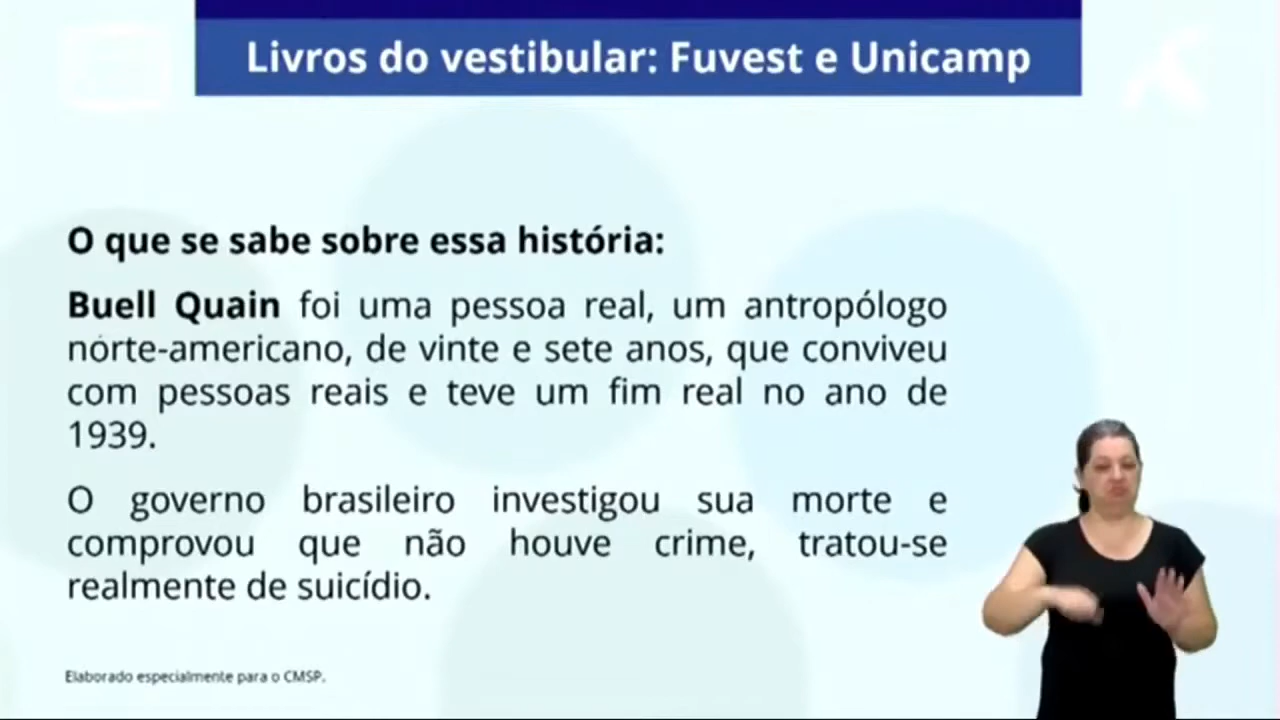 Livros do vestibular: Fuvest e Unicamp
O que se sabe sobre essa história:
Buell Quain foi uma pessoa real, um antropólogo
norte-americano, de vinte e sete anos, que conviveu
com pessoas reais e teve um fim real no ano de
1939.
O governo brasileiro investigou sua morte e
comprovou que não houve crime, tratou-se
realmente de suicídio.
Elaborado especialmente para o CMSP.